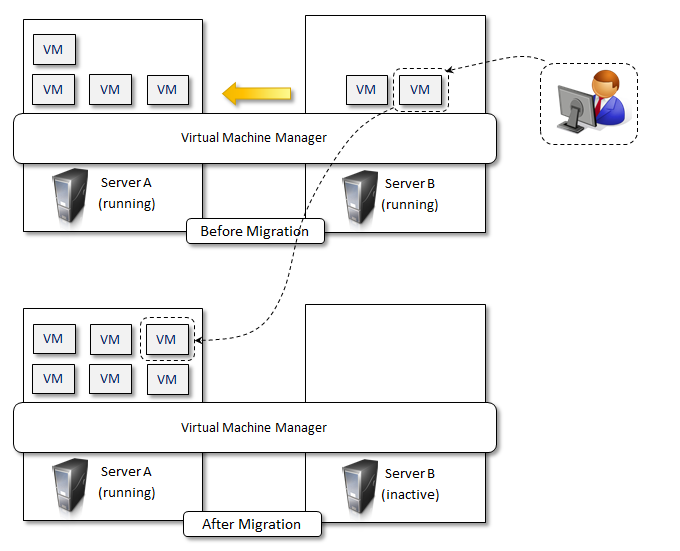 VM
VM VM VM
VM VM
Virtual Machine Manager
Server A
(running)
Server B
(running)
Before Migration
VM VM VM
VM VM VM
Virtual Machine Manager
Server A
(running)
Server B
(inactive)
After Migration